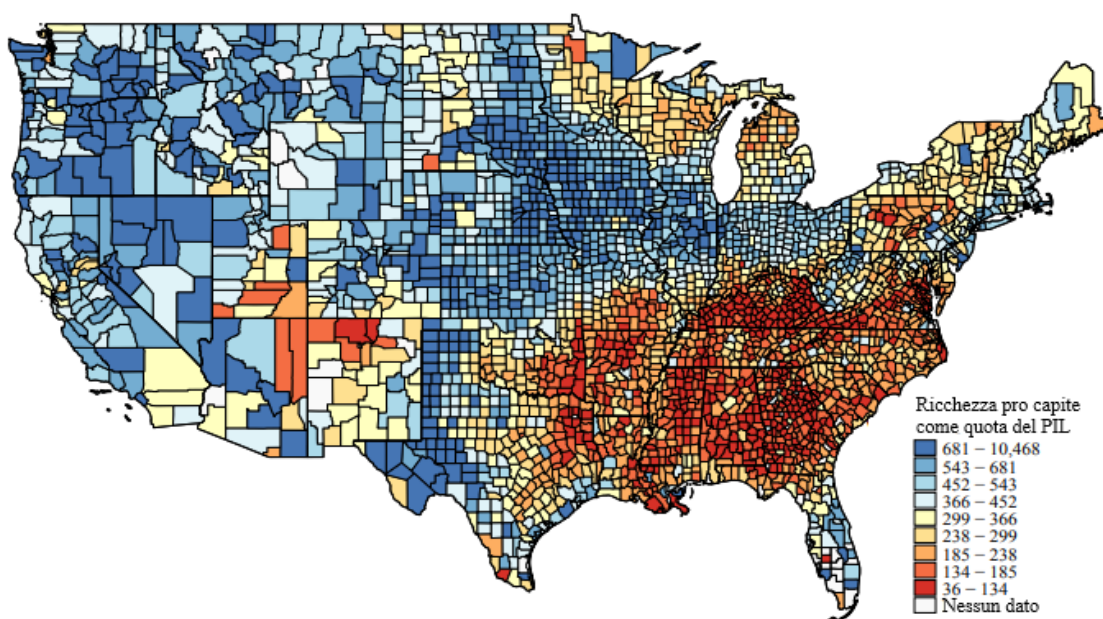 Ricchezza pro capite
come quota del PIL
681 – 10,468
543 – 681
452 – 543
366 – 452
299 – 366
238 – 299
185 – 238
134 – 185
36 – 134
Nessun dato